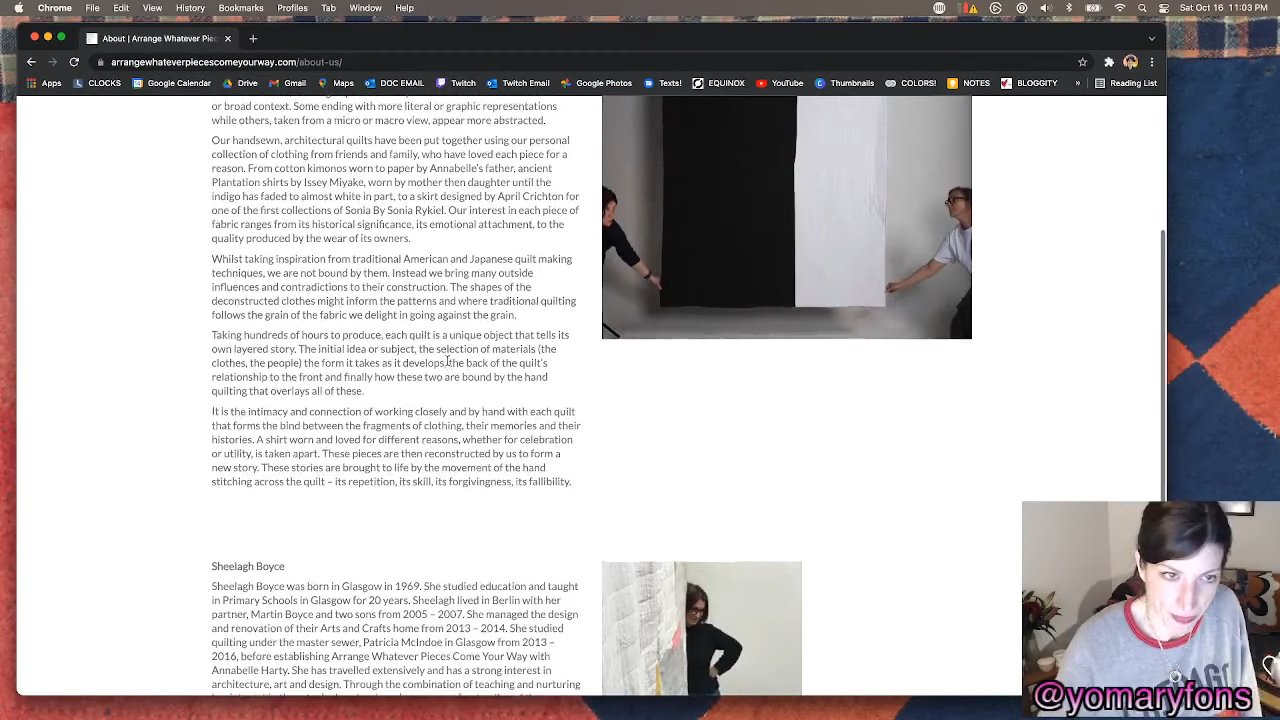 Chrome File Edit View History Bookmarks Profiles Tab Window Help
Sat Mar 5 11:08 PM
About | Arrange Whatever Piec
arrangewhateverpiecescomeyourway.com/about-us/
Apps CLOCKS Google Calendar Drive Gmail Maps DOC EMAIL Twitch Twitch Email Google Photos Texts! EQUINOX YouTube Thumbnails COLORS! NOTES BLOGGITY » Reading List
or broad context. Some ending with more literal or graphic representations
while others, taken from a micro or macro view, appear more abstracted.
Our handsewn, architectural quilts have been put together using our personal
collection of clothing from friends and family, who have loved each piece for a
reason. From cotton kimonos worn to paper by Annabelle's father, ancient
Plantation shirts by Issey Miyake, worn by mother then daughter until the
indigo has faded to almost white in part, to a skirt designed by April Crichton for
one of the first collections of Sonia By Sonia Rykiel. Our interest in each piece of
fabric ranges from its historical significance, its emotional attachment, to the
quality produced by the wear of its owners.
Whilst taking inspiration from traditional American and Japanese quilt making
techniques, we are not bound by them. Instead we bring many outside
influences and contradictions to their construction. The shapes of the
deconstructed clothes might inform the patterns and where traditional quilting
follows the grain of the fabric we delight in going against the grain.
Taking hundreds of hours to produce, each quilt is a unique object that tells its
own layered story. The initial idea or subject, the selection of materials (the
clothes, the people) the form it takes as it develops, the back of the quilt's
relationship to the front and finally how these two are bound by the hand
quilting that overlays all of these.
It is the intimacy and connection of working closely and by hand with each quilt
that forms the bind between the fragments of clothing, their memories and their
histories. A shirt worn and loved for different reasons, whether for celebration
or utility, is taken apart. These pieces are then reconstructed by us to form a
new story. These stories are brought to life by the movement of the hand
stitching across the quilt – its repetition, its skill, its forgivingness, its fallibility.
Sheelagh Boyce
Sheelagh Boyce was born in Glasgow in 1969. She studied education and taught
in Primary Schools in Glasgow for 20 years. Sheelagh lived in Berlin with her
partner, Martin Boyce and two sons from 2005 – 2007. She managed the design
and renovation of their Arts and Crafts home from 2013 – 2014. She studied
quilting under the master sewer, Patricia McIndoe in Glasgow from 2013 –
2016, before establishing Arrange Whatever Pieces Come Your Way with
Annabelle Harty. She has travelled extensively and has a strong interest in
architecture, art and design. Through the combination of teaching and nurturing
@yomaryfons